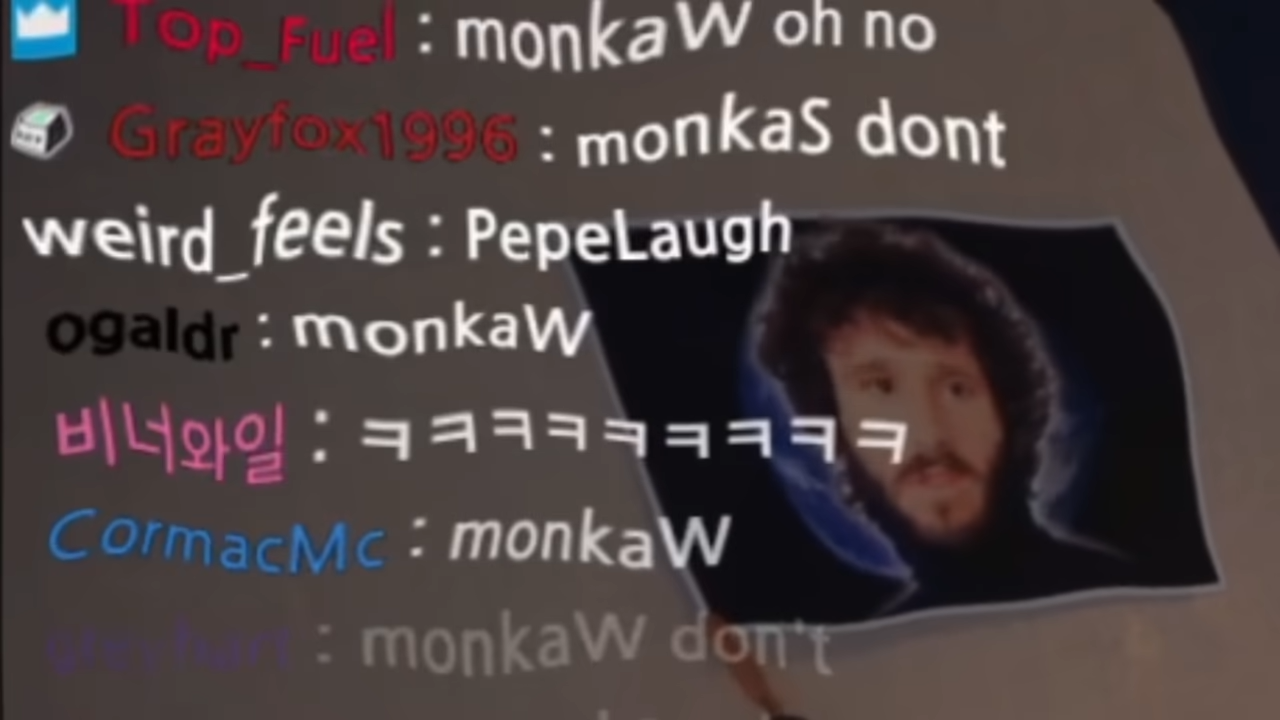 Top_Fuel : monkaW oh no
Grayfox1996 : monkaS dont
weird_feels : PepeLaugh
ogaldr : monkaW
비너와일 : ㅋㅋㅋㅋㅋㅋㅋㅋㅋ
CormacMc : monkaW
: monkaW don't